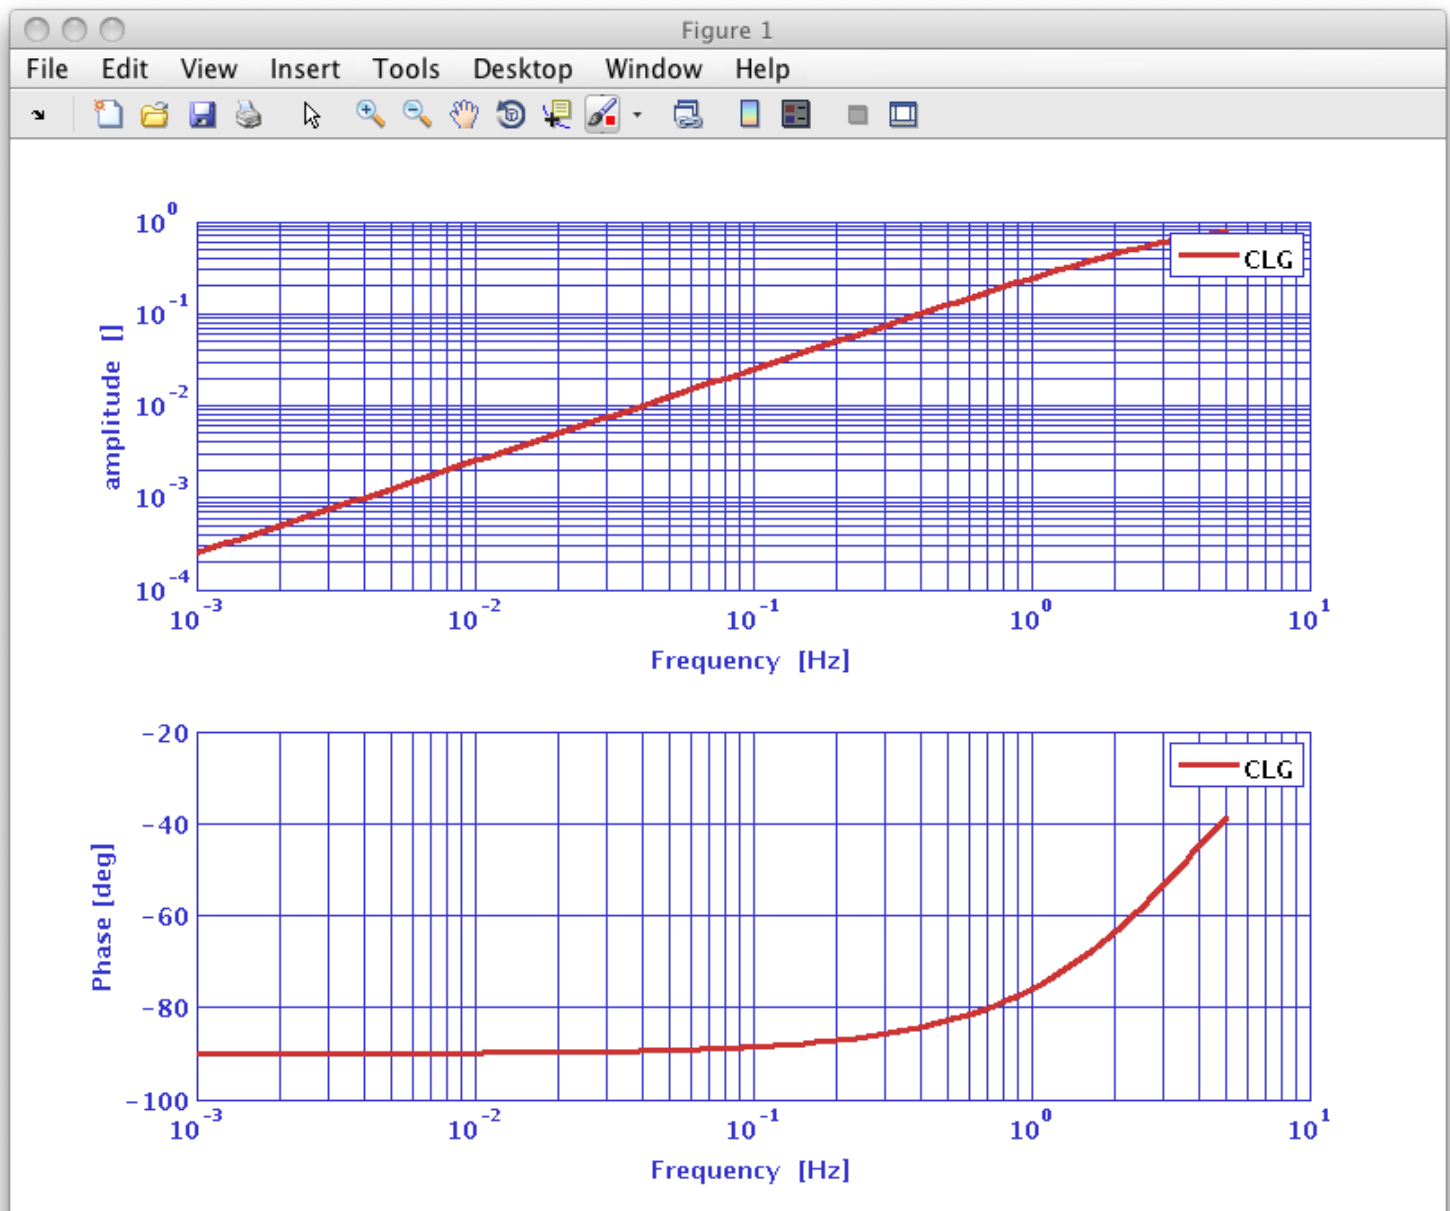 Figure 1
File Edit View Insert Tools Desktop Window Help
10^0
10^-1
10^-2
10^-3
10^-4
amplitude []
CLG
10^-3 10^-2 10^-1 10^0 10^1
Frequency [Hz]
-20
-40
-60
-80
-100
Phase [deg]
CLG
10^-3 10^-2 10^-1 10^0 10^1
Frequency [Hz]